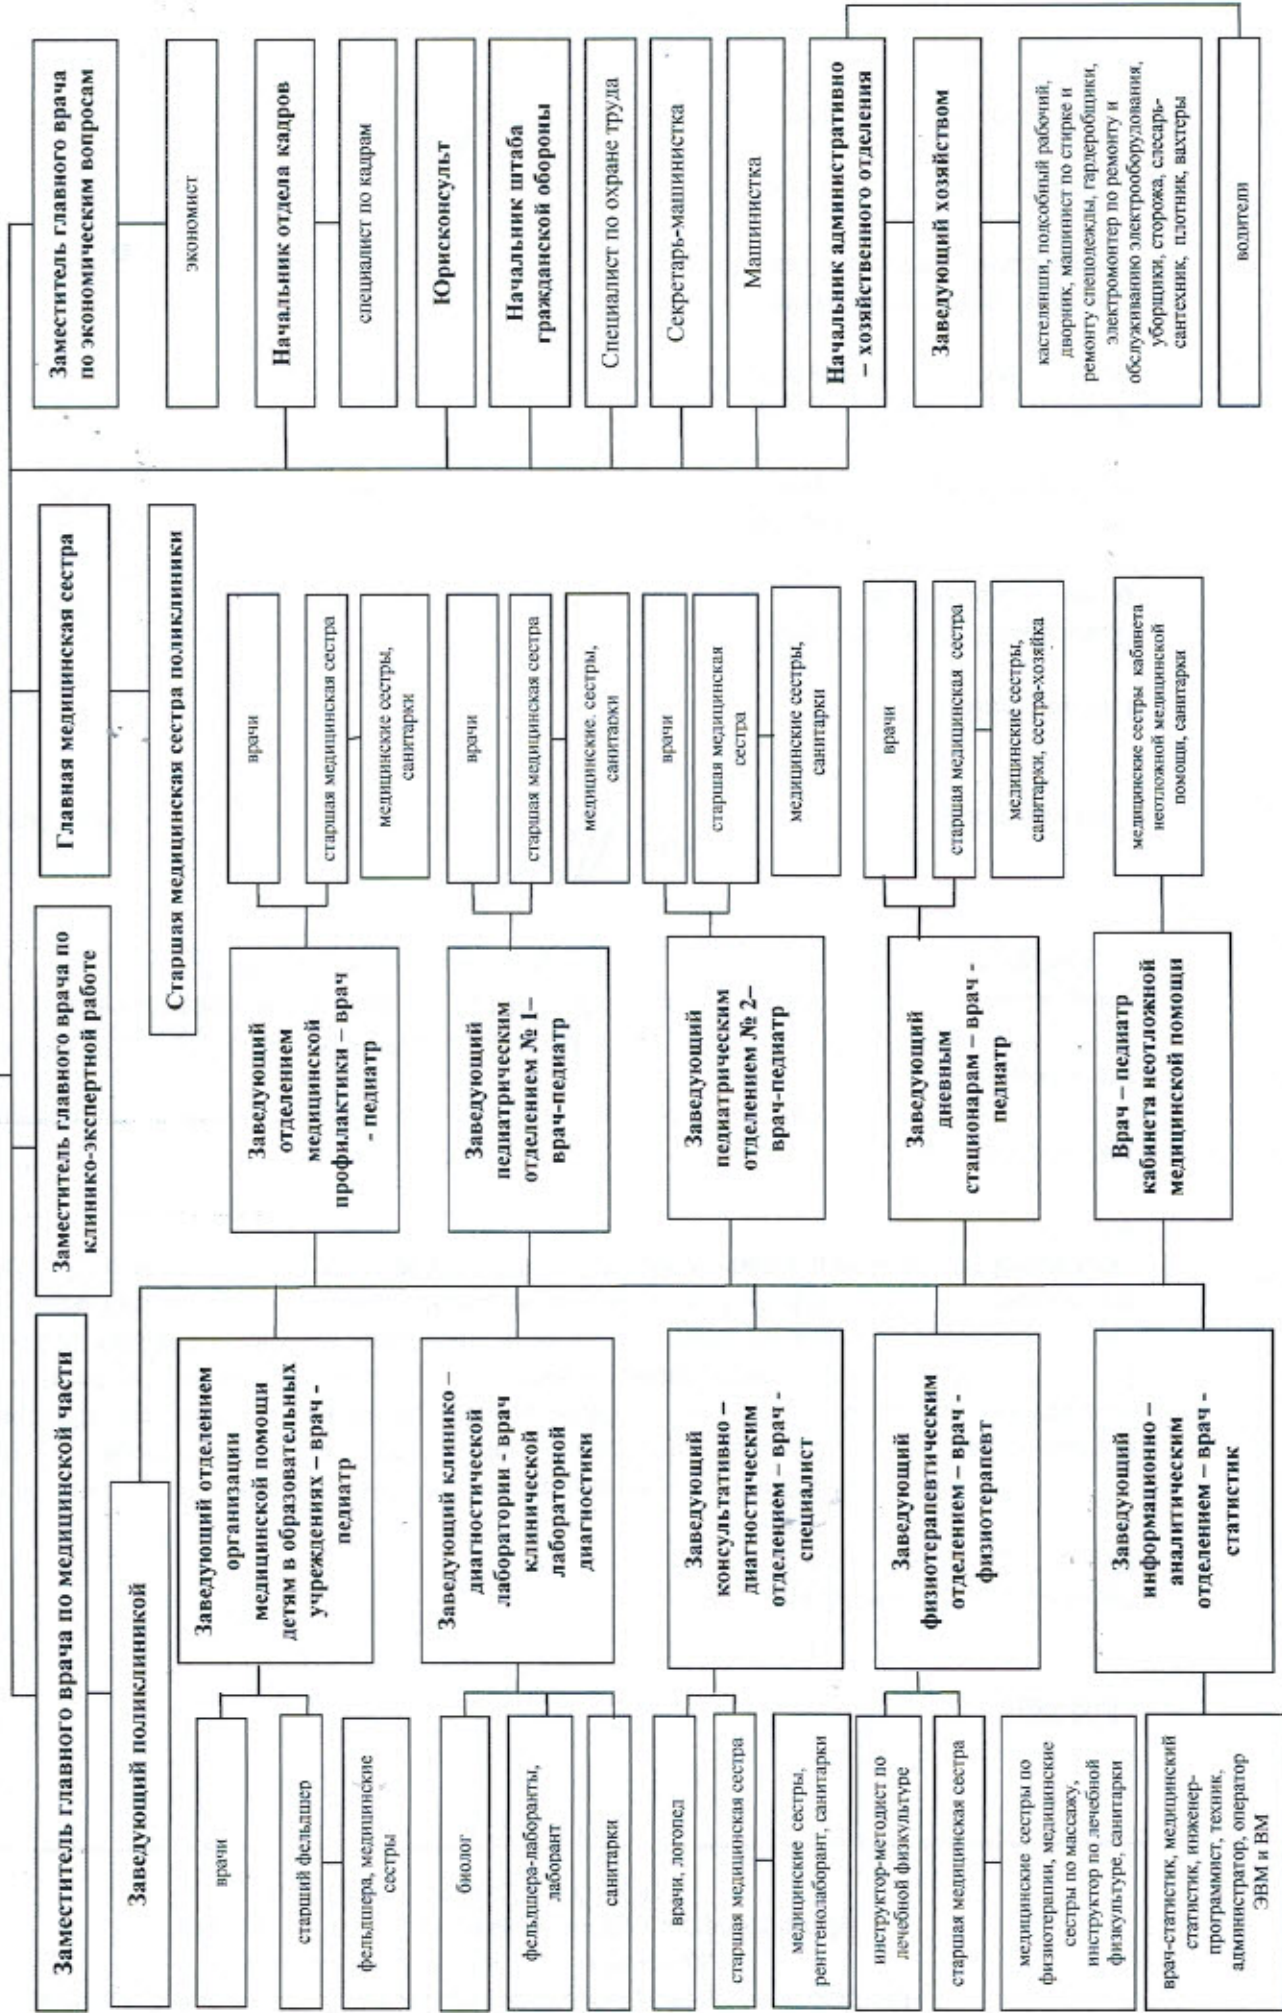 Заместитель главного врача по медицинской части
Заместитель главного врача по
клинико-экспертной работе
Главная медицинская сестра
Заместитель главного врача
по экономическим вопросам
Заведующий поликлиникой
Старшая медицинская сестра поликлиники
экономист
Заведующий отделением
организации
медицинской помощи
детям в образовательных
учреждениях – врач -
педиатр
врачи
старший фельдшер
фельдшера, медицинские
сестры
Заведующий клинико –
диагностической
лаборатории - врач
клинической
лабораторной
диагностики
биолог
фельдшера-лаборанты,
лаборант
санитарки
Заведующий
консультативно –
диагностическим
отделением – врач -
специалист
врачи, логопед
старшая медицинская сестра
медицинские сестры,
рентгенолаборант, санитарки
Заведующий
физиотерапевтическим
отделением – врач -
физиотерапевт
инструктор-методист по
лечебной физкультуре
старшая медицинская сестра
медицинские сестры по
физиотерапии, медицинские
сестры по массажу,
инструктор по лечебной
физкультуре, санитарки
Заведующий
информационно –
аналитическим
отделением – врач -
статистик
врач-статистик, медицинский
статистик, инженер-
программист, техник,
администратор, оператор
ЭВМ и ВМ
Заведующий
отделением
медицинской
профилактики – врач
- педиатр
врачи
старшая медицинская сестра
медицинские сестры,
санитарки
Заведующий
педиатрическим
отделением № 1–
врач-педиатр
врачи
старшая медицинская сестра
медицинские. сестры,
санитарки
Заведующий
педиатрическим
отделением № 2–
врач-педиатр
врачи
старшая медицинская
сестра
медицинские сестры,
санитарки
Заведующий
дневным
стационарам – врач -
педиатр
врачи
старшая медицинская сестра
медицинские сестры,
санитарки, сестра-хозяйка
Врач – педиатр
кабинета неотложной
медицинской помощи
медицинские сестры кабинета
неотложной медицинской
помощи, санитарки
Начальник отдела кадров
специалист по кадрам
Юрисконсульт
Начальник штаба
гражданской обороны
Специалист по охране труда
Секретарь-машинистка
Машинистка
Начальник административно
– хозяйственного отделения
Заведующий хозяйством
кастелянши, подсобный рабочий,
дворник, машинист по стирке и
ремонту спецодежды, гардеробщики,
электромонтер по ремонту и
обслуживанию электрооборудования,
уборщики, сторожа, слесарь-
сантехник, плотник, вахтеры
водители